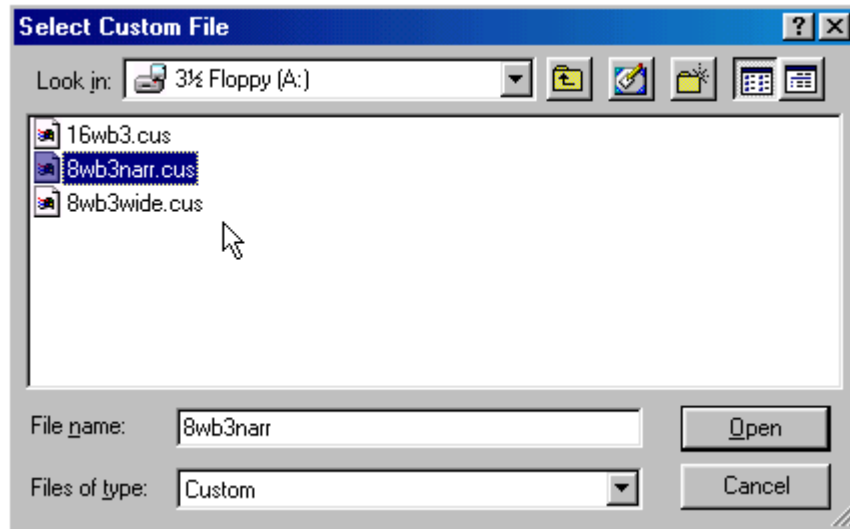 Select Custom File
Look in: 3½ Floppy (A:)
16wb3.cus
8wb3narr.cus
8wb3wide.cus
File name: 8wb3narr Open
Files of type: Custom Cancel